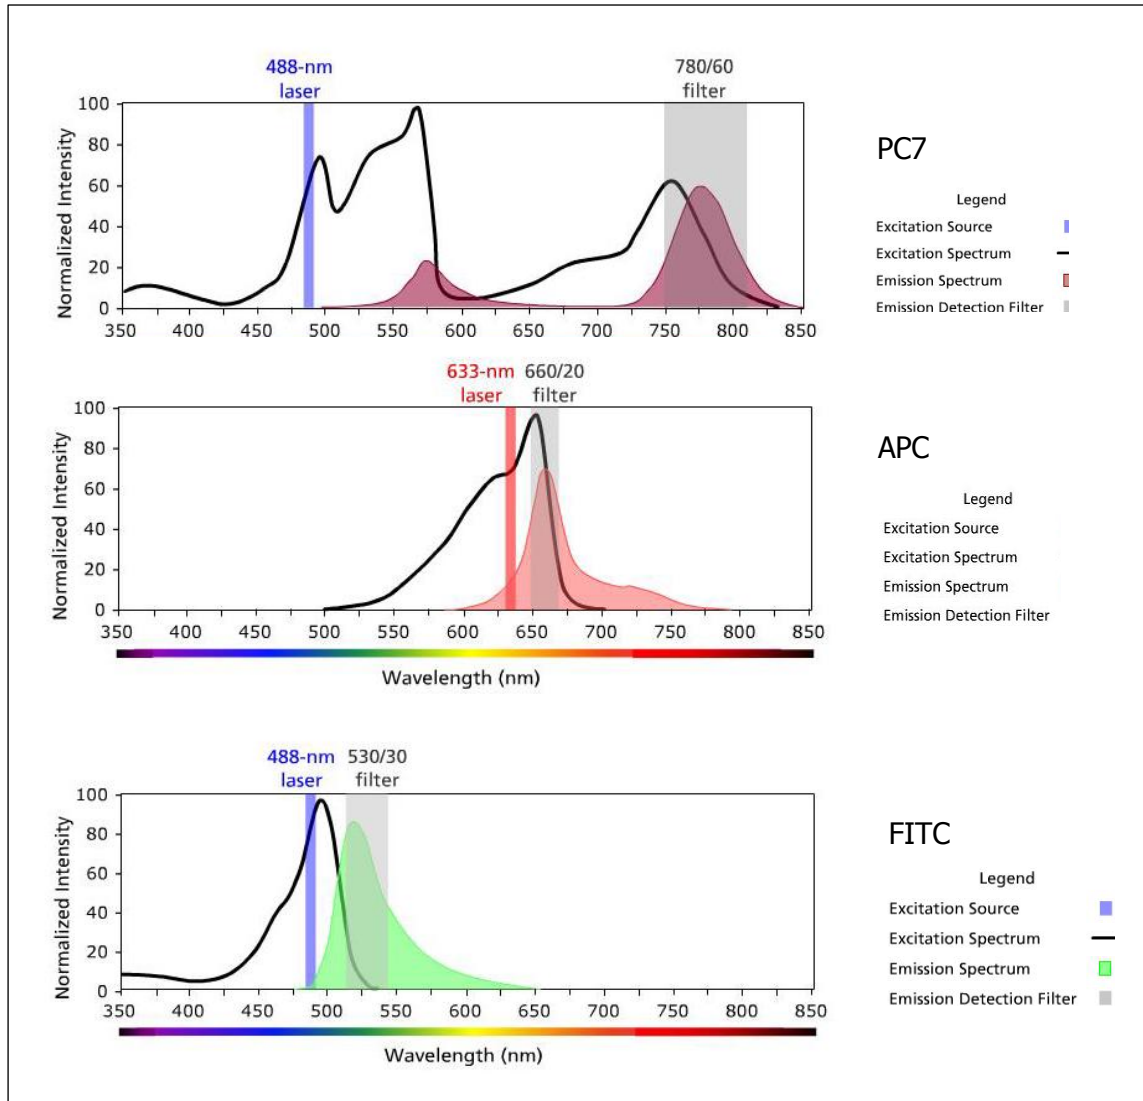 488-nm
laser
780/60
filter
Normalized Intensity
100
80
60
40
20
0
350 400 450 500 550 600 650 700 750 800 850
PC7
Legend
Excitation Source
Excitation Spectrum
Emission Spectrum
Emission Detection Filter
633-nm
laser
660/20
filter
Normalized Intensity
100
80
60
40
20
0
350 400 450 500 550 600 650 700 750 800 850
Wavelength (nm)
APC
Legend
Excitation Source
Excitation Spectrum
Emission Spectrum
Emission Detection Filter
488-nm
laser
530/30
filter
Normalized Intensity
100
80
60
40
20
0
350 400 450 500 550 600 650 700 750 800 850
Wavelength (nm)
FITC
Legend
Excitation Source
Excitation Spectrum
Emission Spectrum
Emission Detection Filter